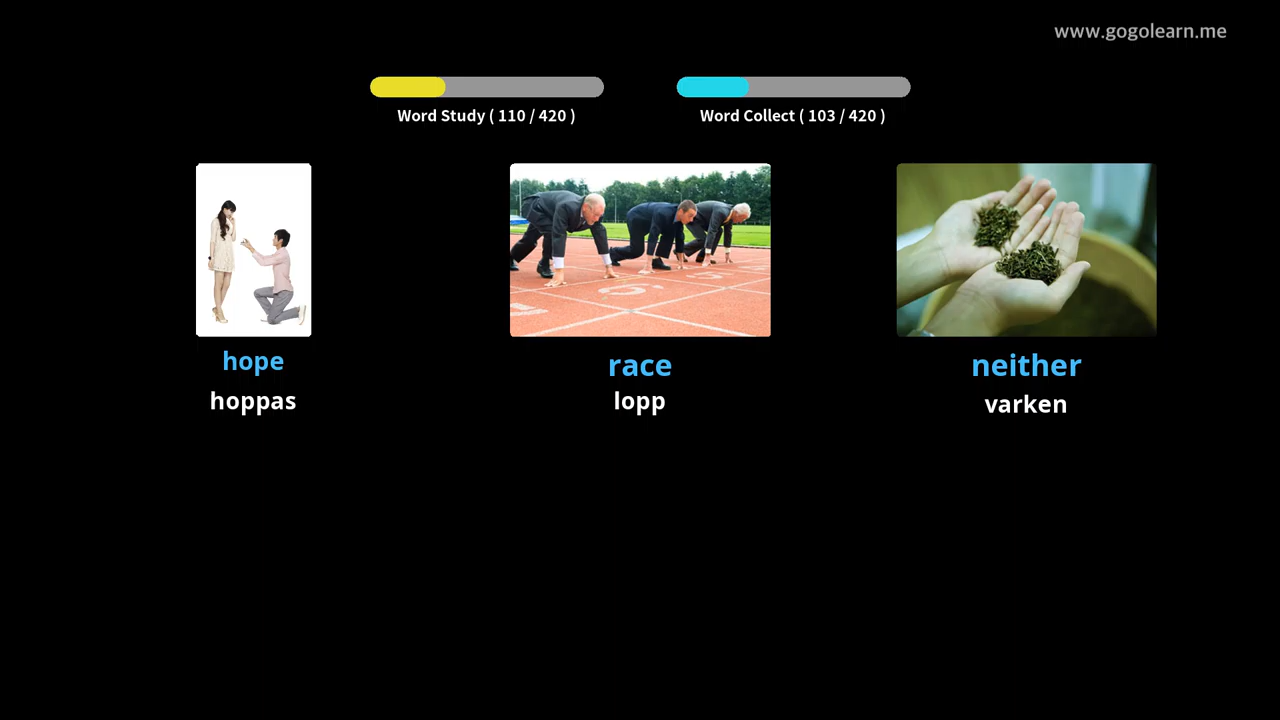 www.gogolearn.me
Word Study ( 110 / 420 )
Word Collect ( 103 / 420 )
hope
hoppas
race
lopp
neither
varken